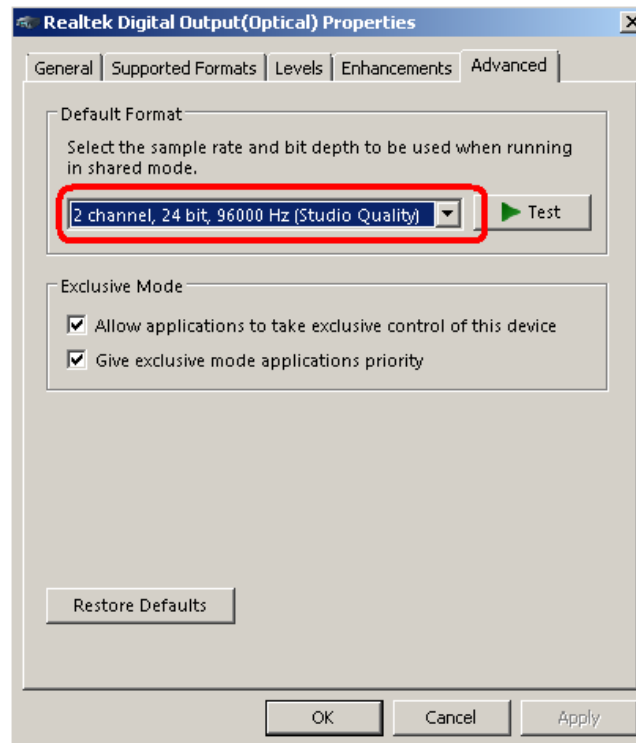 Realtek Digital Output(Optical) Properties
General Supported Formats Levels Enhancements Advanced
Default Format
Select the sample rate and bit depth to be used when running
in shared mode.
2 channel, 24 bit, 96000 Hz (Studio Quality) Test
Exclusive Mode
Allow applications to take exclusive control of this device
Give exclusive mode applications priority
Restore Defaults
OK Cancel Apply